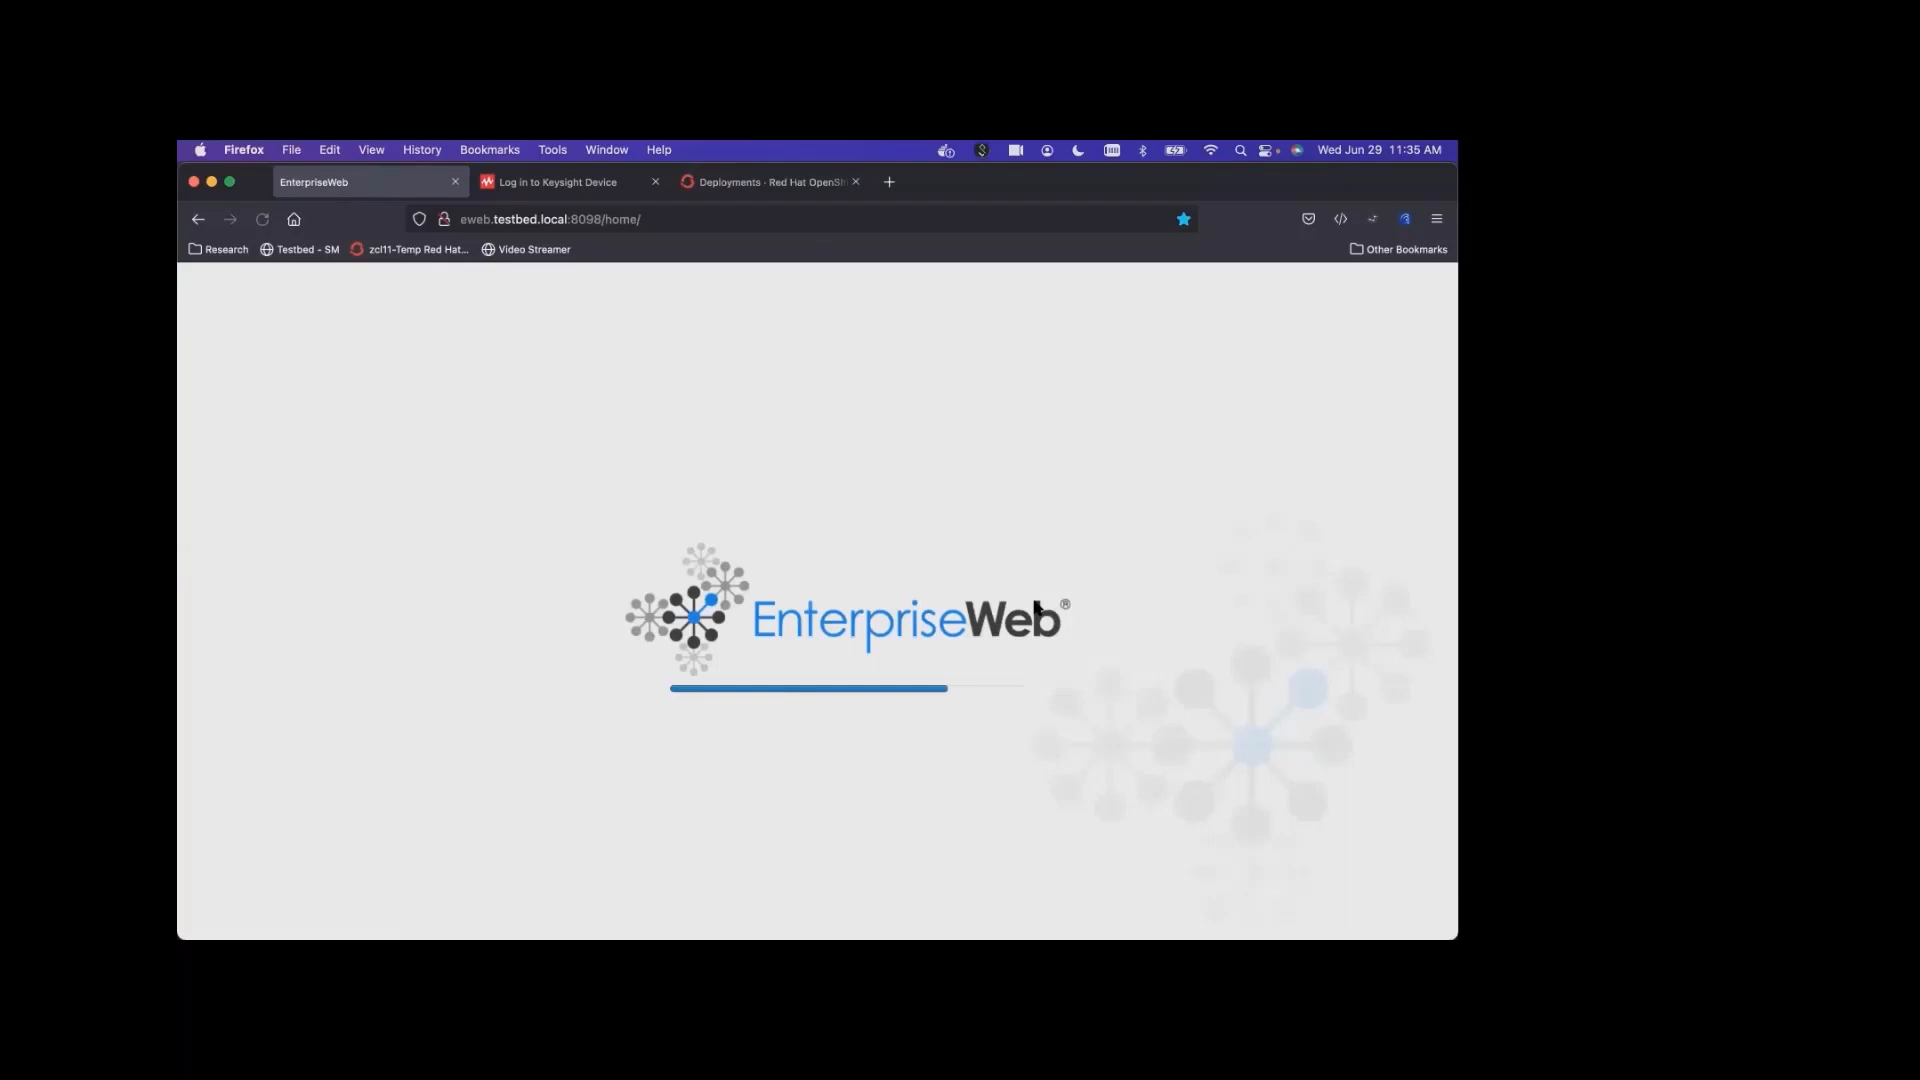 Firefox File Edit View History Bookmarks Tools Window Help Wed Jun 29 11:35 AM
EnterpriseWeb Log in to Keysight Device Deployments · Red Hat OpenShi
eweb.testbed.local:8098/home/
Research Testbed - SM zcl11-Temp Red Hat... Video Streamer Other Bookmarks
EnterpriseWeb®